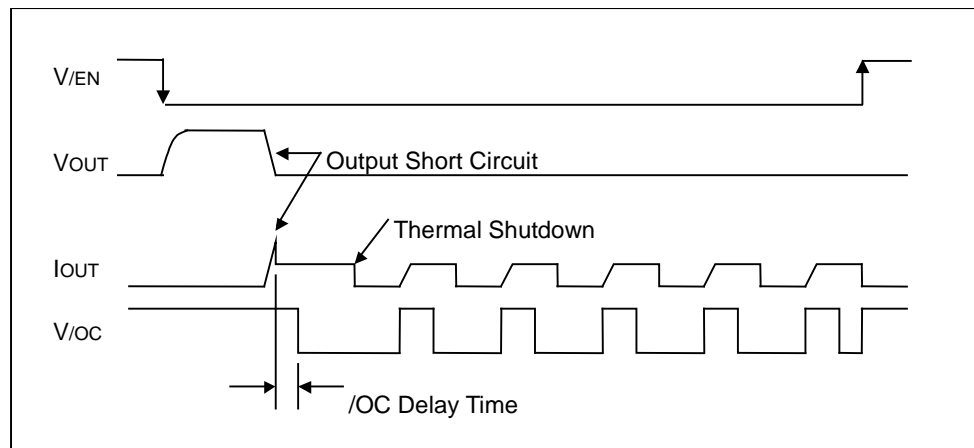 V/EN
VOUT
Output Short Circuit
Thermal Shutdown
IOUT
V/OC
/OC Delay Time